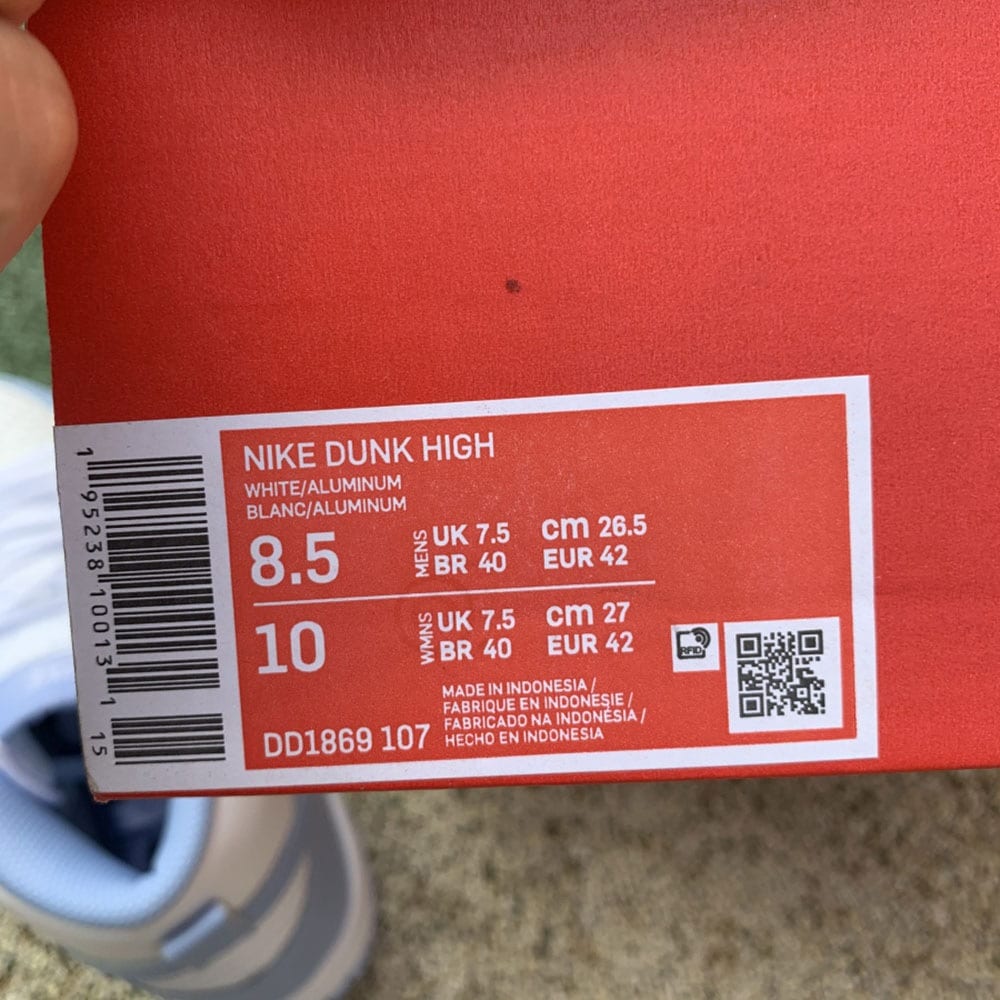 NIKE DUNK HIGH
WHITE/ALUMINUM
BLANC/ALUMINUM
8.5 MENS UK 7.5 cm 26.5
BR 40 EUR 42
10 WMNS UK 7.5 cm 27
BR 40 EUR 42
MADE IN INDONESIA /
FABRIQUE EN INDONÉSIE /
FABRICADO NA INDONÉSIA /
HECHO EN INDONESIA
DD1869 107
RFID
1 95238 10013 1 15